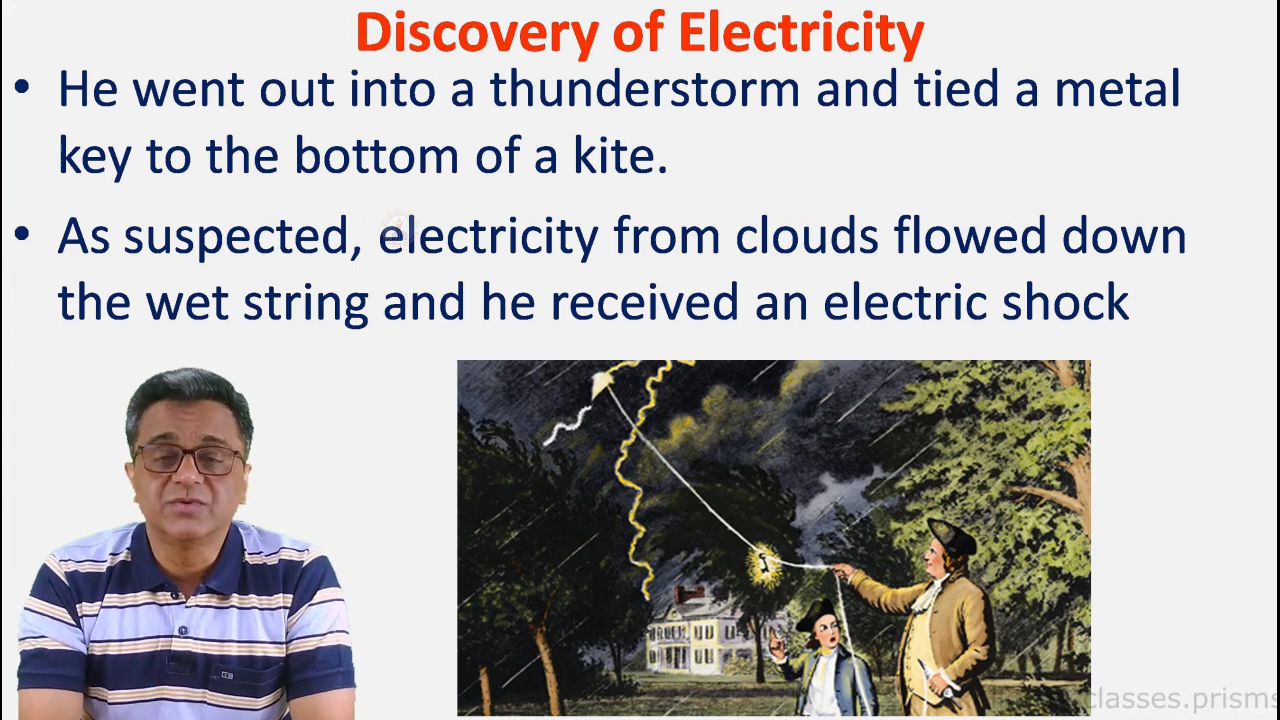 Discovery of Electricity
• He went out into a thunderstorm and tied a metal
key to the bottom of a kite.
• As suspected, electricity from clouds flowed down
the wet string and he received an electric shock
classes.prisms